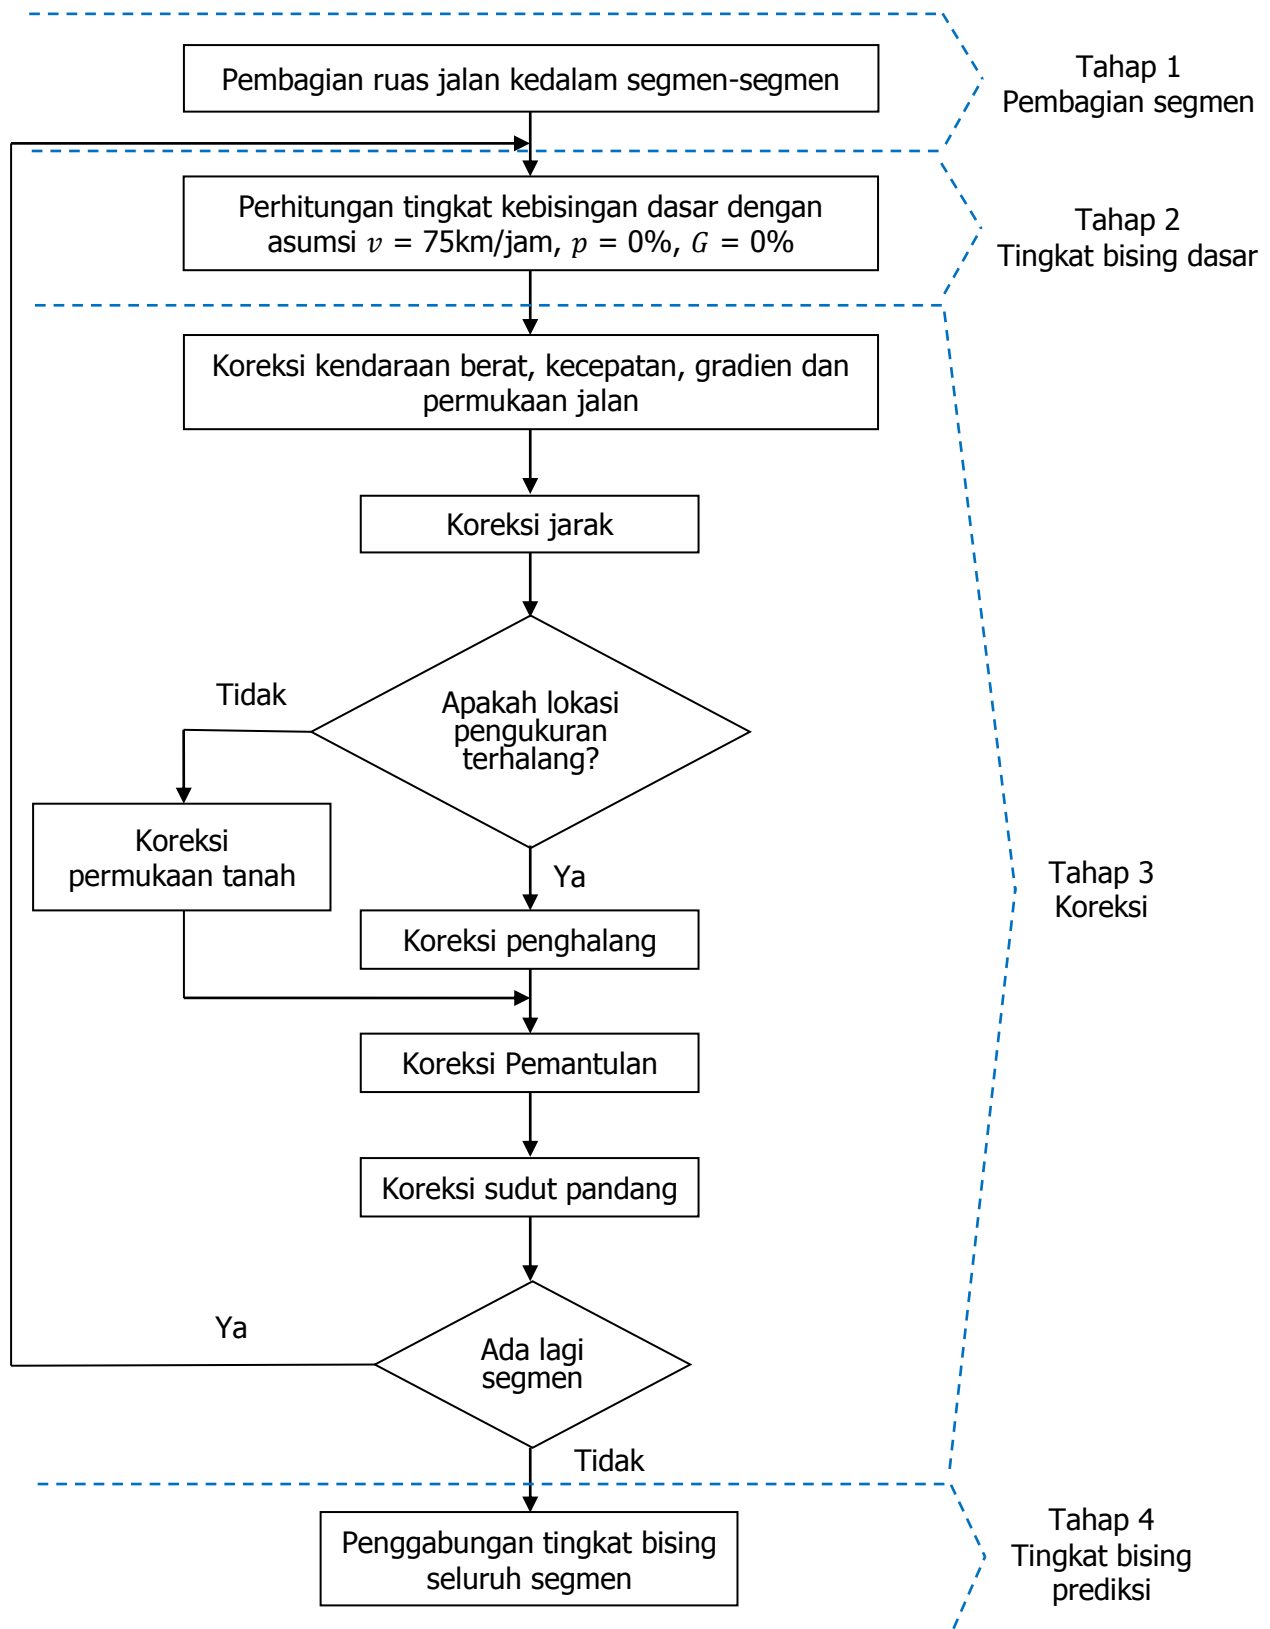 Pembagian ruas jalan kedalam segmen-segmen
Tahap 1
Pembagian segmen
Perhitungan tingkat kebisingan dasar dengan
asumsi 𝑣 = 75km/jam, 𝑝 = 0%, 𝐺 = 0%
Tahap 2
Tingkat bising dasar
Koreksi kendaraan berat, kecepatan, gradien dan
permukaan jalan
Koreksi jarak
Tidak
Apakah lokasi
pengukuran
terhalang?
Koreksi
permukaan tanah
Ya
Tahap 3
Koreksi
Koreksi penghalang
Koreksi Pemantulan
Koreksi sudut pandang
Ya
Ada lagi
segmen
Tidak
Penggabungan tingkat bising
seluruh segmen
Tahap 4
Tingkat bising
prediksi